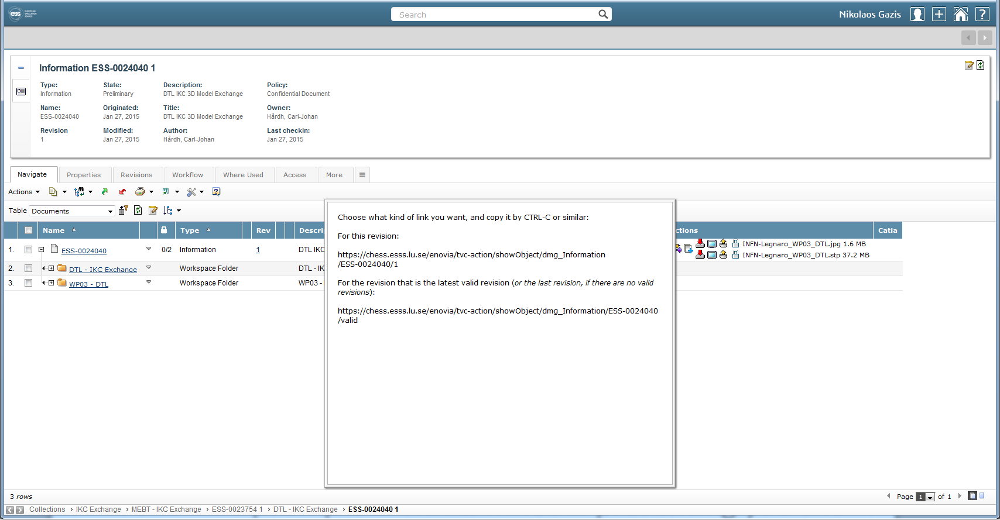 ess EUROPEAN SPALLATION SOURCE
Search
Nikolaos Gazis
Information ESS-0024040 1
Type: State: Description: Policy:
Information Preliminary DTL IKC 3D Model Exchange Confidential Document
Name: Originated: Title: Owner:
ESS-0024040 Jan 27, 2015 DTL IKC 3D Model Exchange Hårdh, Carl-Johan
Revision Modified: Author: Last checkin:
1 Jan 27, 2015 Hårdh, Carl-Johan Jan 27, 2015
Navigate Properties Revisions Workflow Where Used Access More
Actions
Table Documents
Name Type Rev Descrip ctions Catia
1. ESS-0024040 0/2 Information 1 DTL IKC INFN-Legnaro_WP03_DTL.jpg 1.6 MB
INFN-Legnaro_WP03_DTL.stp 37.2 MB
2. DTL - IKC Exchange Workspace Folder DTL - IK
3. WP03 - DTL Workspace Folder WP03 -
Choose what kind of link you want, and copy it by CTRL-C or similar:
For this revision:
https://chess.esss.lu.se/enovia/tvc-action/showObject/dmg_Information
/ESS-0024040/1
For the revision that is the latest valid revision (or the last revision, if there are no valid
revisions):
https://chess.esss.lu.se/enovia/tvc-action/showObject/dmg_Information/ESS-0024040
/valid
3 rows
Page 1 of 1
Collections › IKC Exchange › MEBT - IKC Exchange › ESS-0023754 1 › DTL - IKC Exchange › ESS-0024040 1